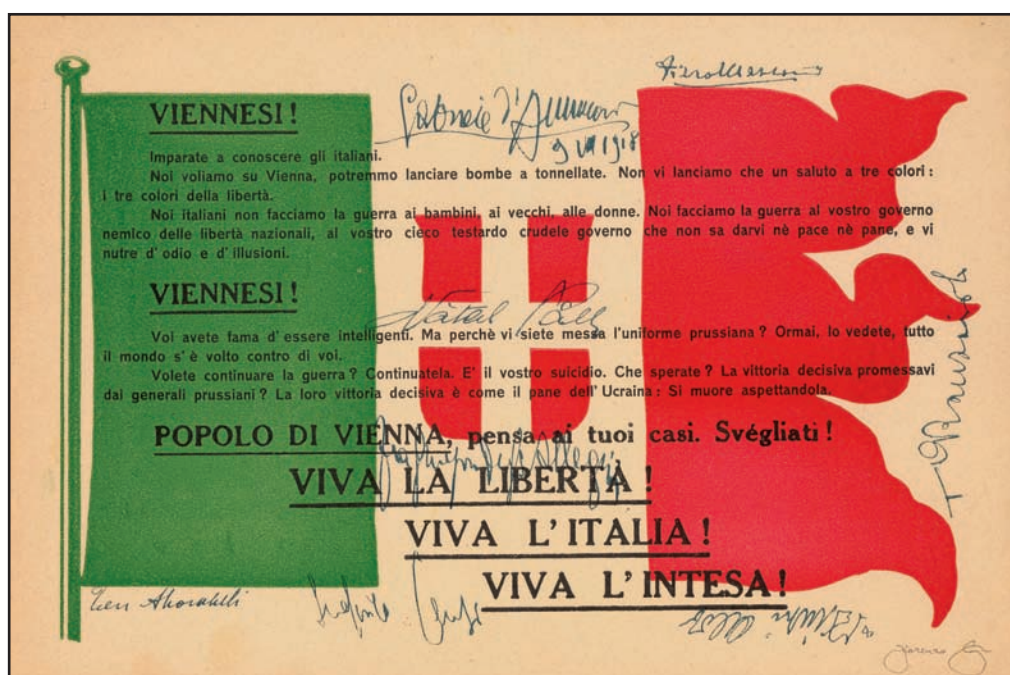 VIENNESI!
Imparate a conoscere gli italiani.
Noi voliamo su Vienna, potremmo lanciare bombe a tonnellate. Non vi lanciamo che un saluto a tre colori:
i tre colori della libertà.
Noi italiani non facciamo la guerra ai bambini, ai vecchi, alle donne. Noi facciamo la guerra al vostro governo
nemico delle libertà nazionali, al vostro cieco testardo crudele governo che non sa darvi nè pace nè pane, e vi
nutre d' odio e d' illusioni.
VIENNESI!
Voi avete fama d' essere intelligenti. Ma perchè vi siete messa l'uniforme prussiana? Ormai, lo vedete, tutto
il mondo s' è volto contro di voi.
Volete continuare la guerra? Continuatela. E' il vostro suicidio. Che sperate? La vittoria decisiva promessavi
dai generali prussiani? La loro vittoria decisiva è come il pane dell' Ucraina: Si muore aspettandola.
POPOLO DI VIENNA, pensa ai tuoi casi. Svégliati!
VIVA LA LIBERTÀ!
VIVA L' ITALIA!
VIVA L' INTESA!